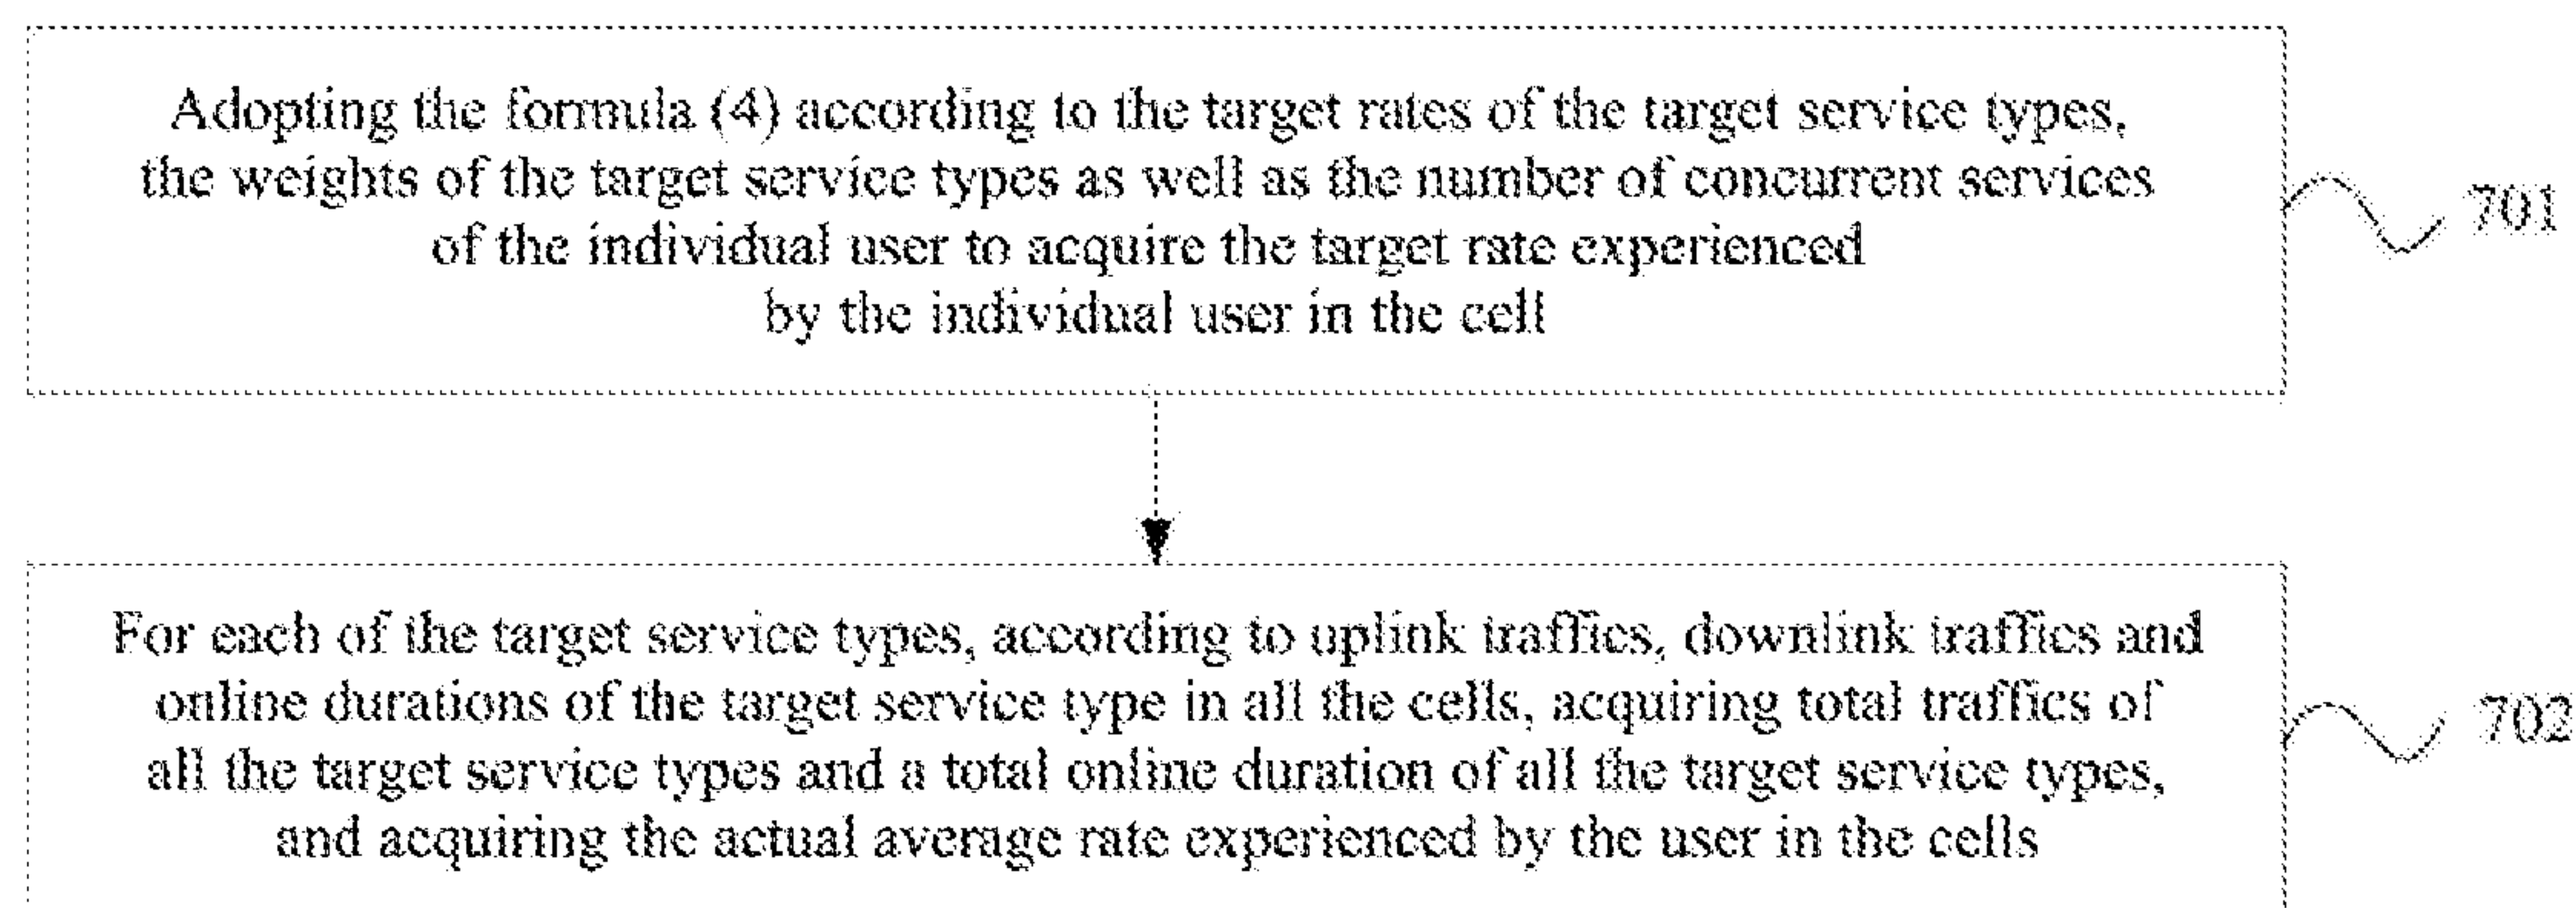 Adopting the formula (4) according to the target rates of the target service types,
the weights of the target service types as well as the number of concurrent services
of the individual user to acquire the target rate experienced
by the individual user in the cell
701
For each of the target service types, according to uplink traffics, downlink traffics and
online durations of the target service type in all the cells, acquiring total traffics of
all the target service types and a total online duration of all the target service types,
and acquiring the actual average rate experienced by the user in the cells
702